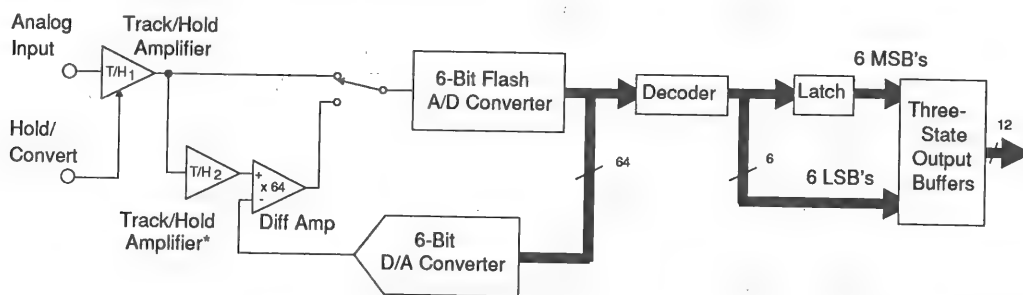 Analog
Input
Track/Hold
Amplifier
T/H1
Hold/
Convert
T/H2
+
x 64
-
Track/Hold
Amplifier*
Diff Amp
6-Bit Flash
A/D Converter
6-Bit
D/A Converter
64
Decoder
6
Latch
6 MSB's
6 LSB's
Three-
State
Output
Buffers
12